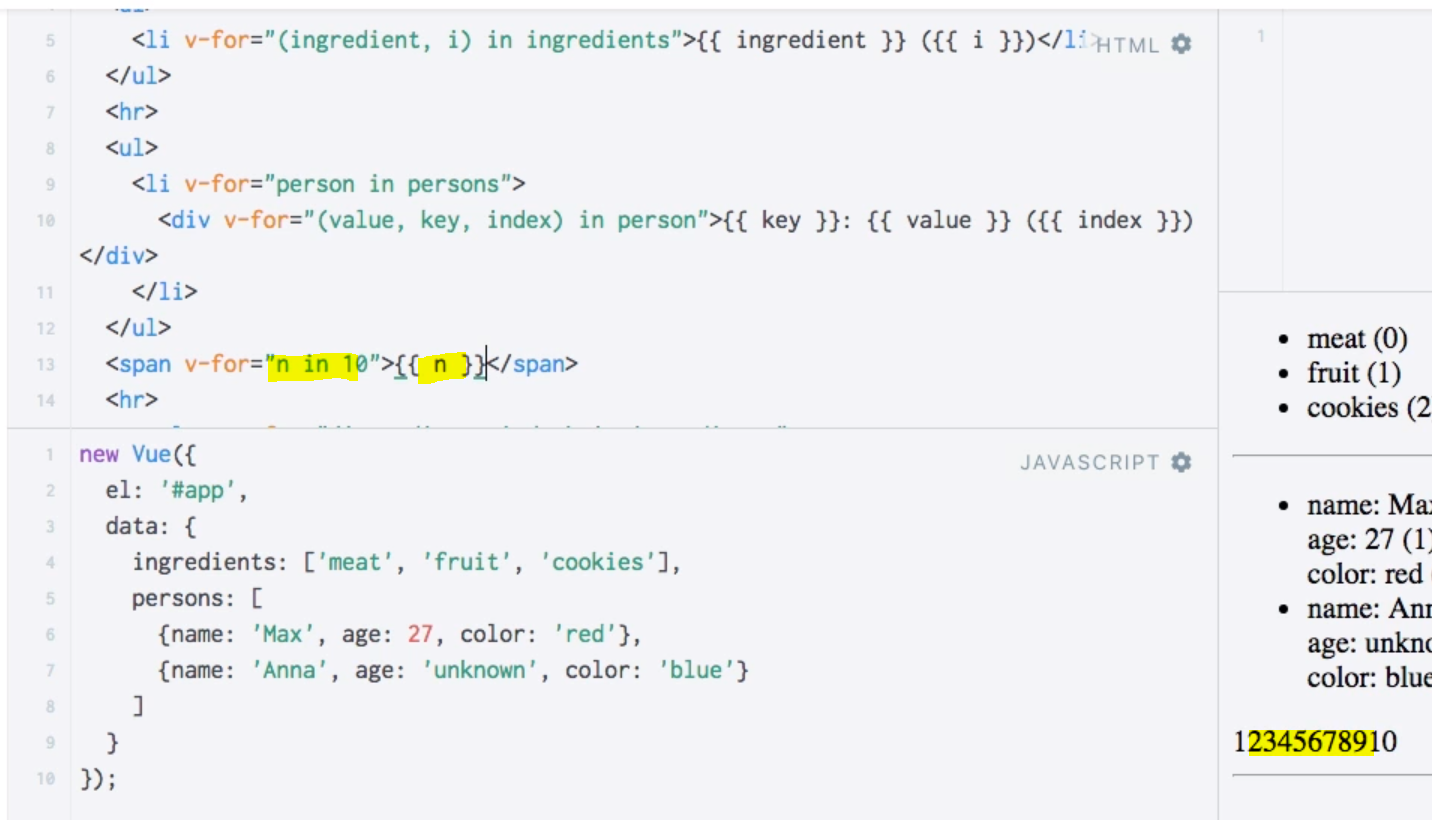 5 <li v-for="(ingredient, i) in ingredients">{{ ingredient }} ({{ i }})</li>
HTML
6 </ul>
7 <hr>
8 <ul>
9 <li v-for="person in persons">
10 <div v-for="(value, key, index) in person">{{ key }}: {{ value }} ({{ index }})
</div>
11 </li>
12 </ul>
13 <span v-for="n in 10">{{ n }}</span>
14 <hr>
1 new Vue({
JAVASCRIPT
2 el: '#app',
3 data: {
4 ingredients: ['meat', 'fruit', 'cookies'],
5 persons: [
6 {name: 'Max', age: 27, color: 'red'},
7 {name: 'Anna', age: 'unknown', color: 'blue'}
8 ]
9 }
10 });
1
• meat (0)
• fruit (1)
• cookies (2
• name: Max
age: 27 (1)
color: red
• name: Ann
age: unkno
color: blue
12345678910